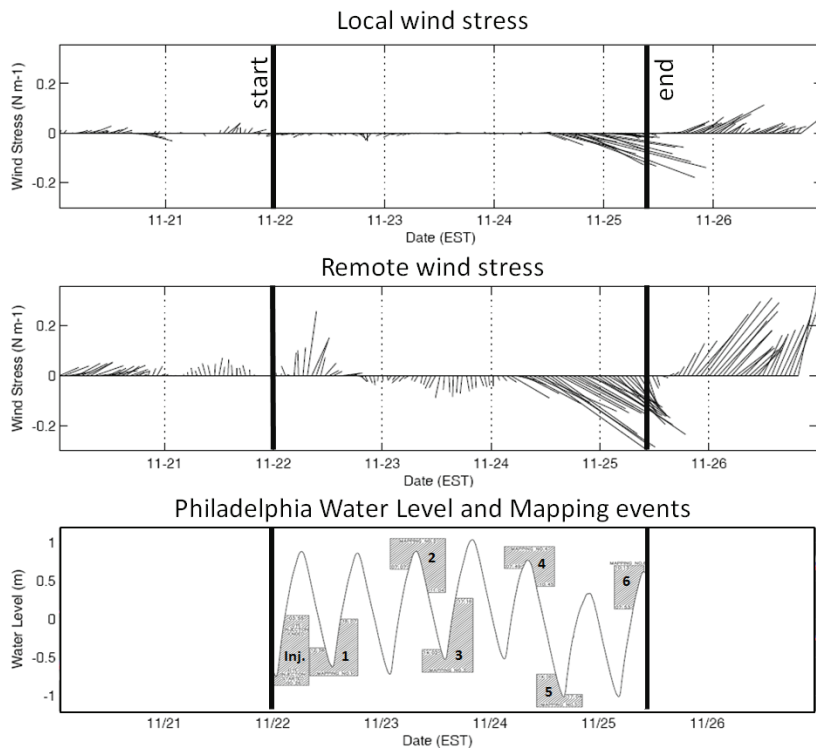 Local wind stress
Wind Stress (N m-1)
0.2
0
-0.2
start
end
11-21 11-22 11-23 11-24 11-25 11-26
Date (EST)
Remote wind stress
Wind Stress (N m-1)
0.2
0
-0.2
11-21 11-22 11-23 11-24 11-25 11-26
Date (EST)
Philadelphia Water Level and Mapping events
Water Level (m)
1
0.5
0
-0.5
-1
Inj.
1
2
3
4
5
6
11/21 11/22 11/23 11/24 11/25 11/26
Date (EST)